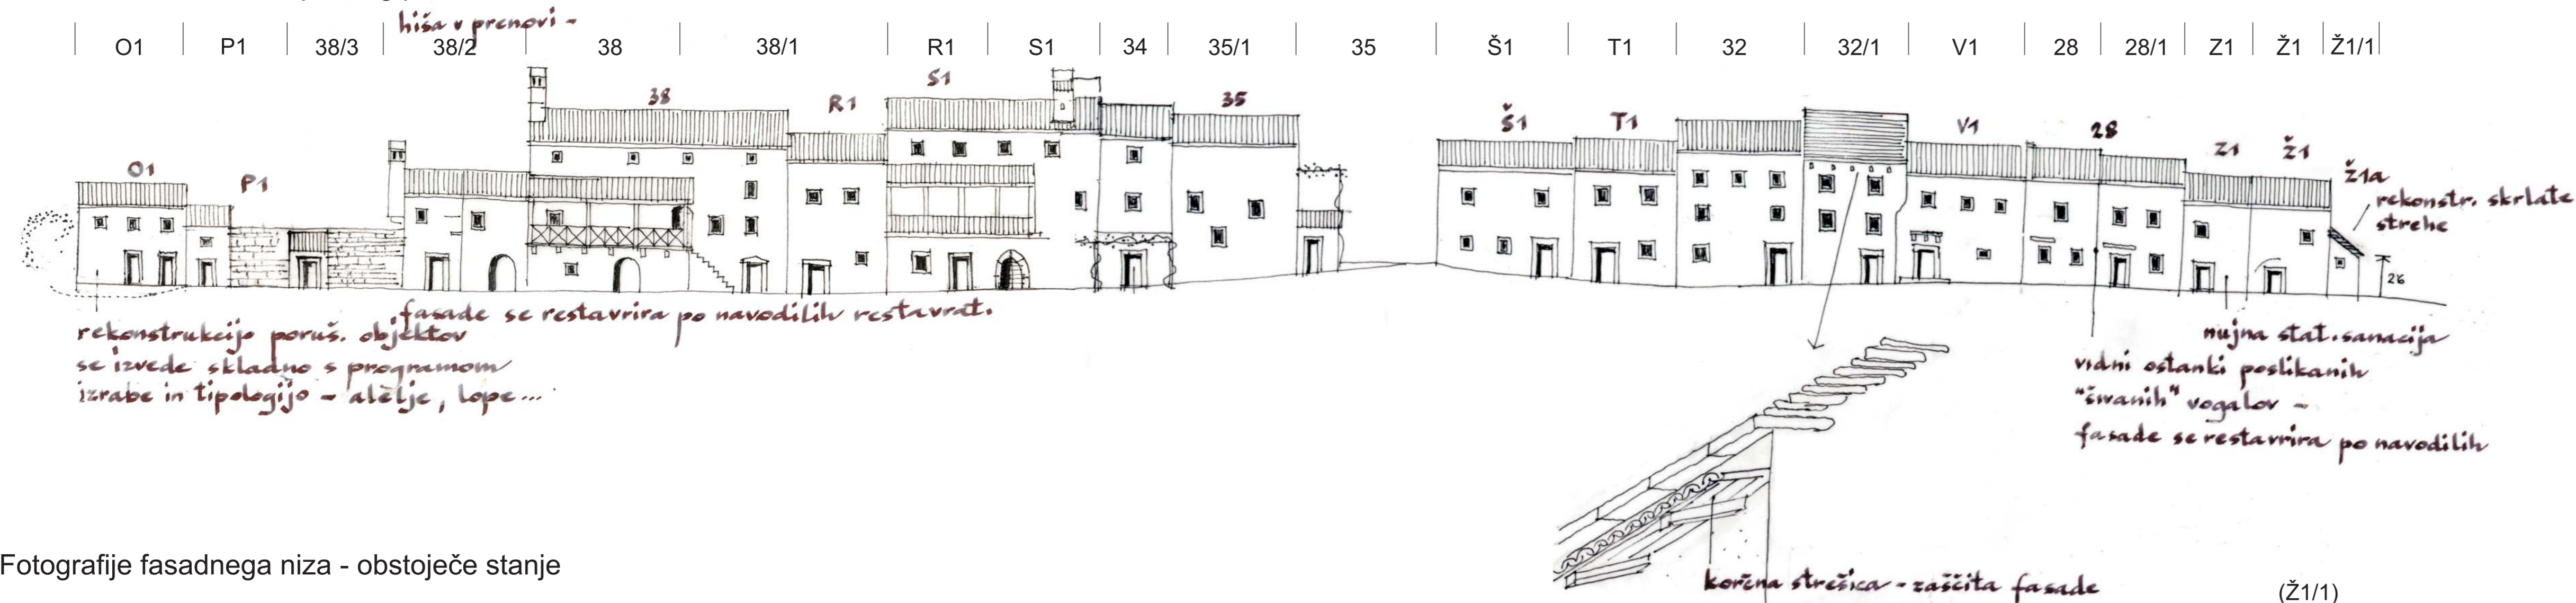 hiša v prenovi -
O1 P1 38/3 38/2 38 38/1 R1 S1 34 35/1 35 Š1 T1 32 32/1 V1 28 28/1 Z1 Ž1 Ž1/1
O1 P1 38 R1 S1 35 Š1 T1 V1 28 Z1 Ž1 Ž1a
rekonstr. skrlate
strehe
26
fasade se restavrira po navodilih restavrat.
rekonstrukcijo poruš. objektov
se izvede skladno s programom
izrabe in tipologijo - alelje, lope...
nujna stat. sanacija
vidni ostanki poslikanih
"šivanih" vogalov -
fasade se restavrira po navodilih
korčna strešica - zaščita fasade
Fotografije fasadnega niza - obstoječe stanje
(Ž1/1)